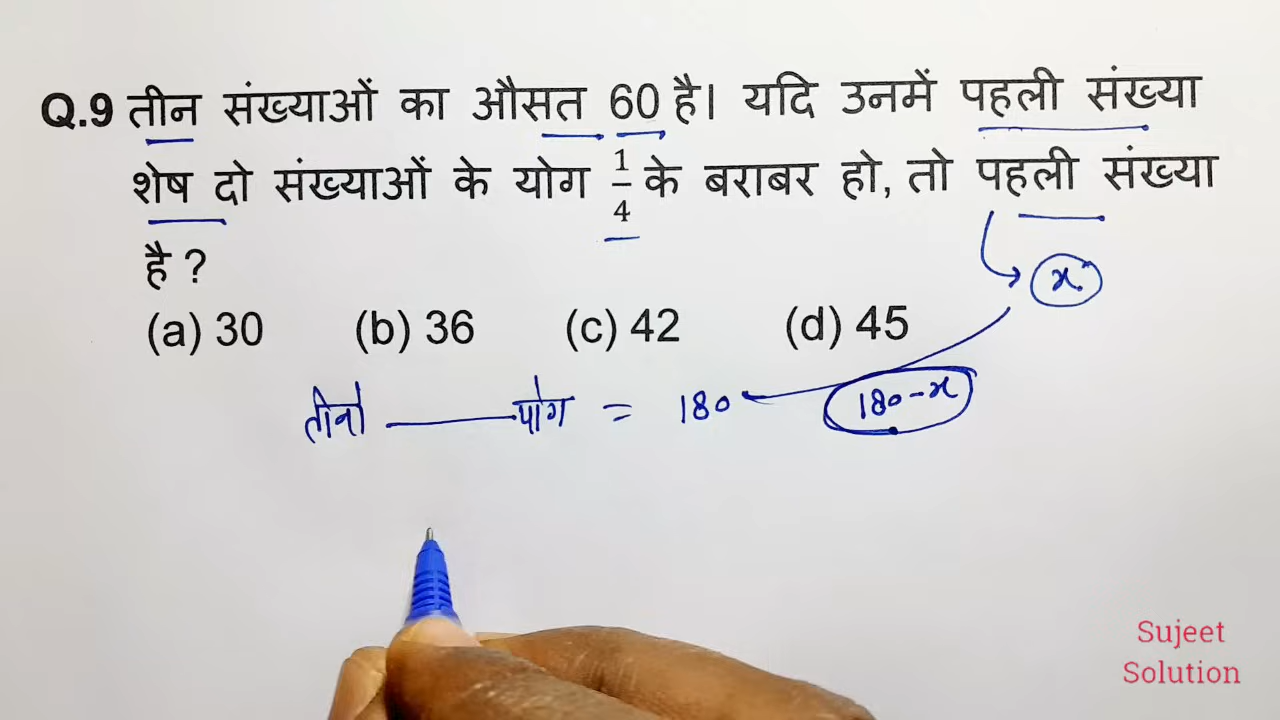 Q.9 तीन संख्याओं का औसत 60 है। यदि उनमें पहली संख्या
शेष दो संख्याओं के योग 1/4 के बराबर हो, तो पहली संख्या
है ?
x
(a) 30 (b) 36 (c) 42 (d) 45
तीनो योग = 180 180-x
Sujeet
Solution